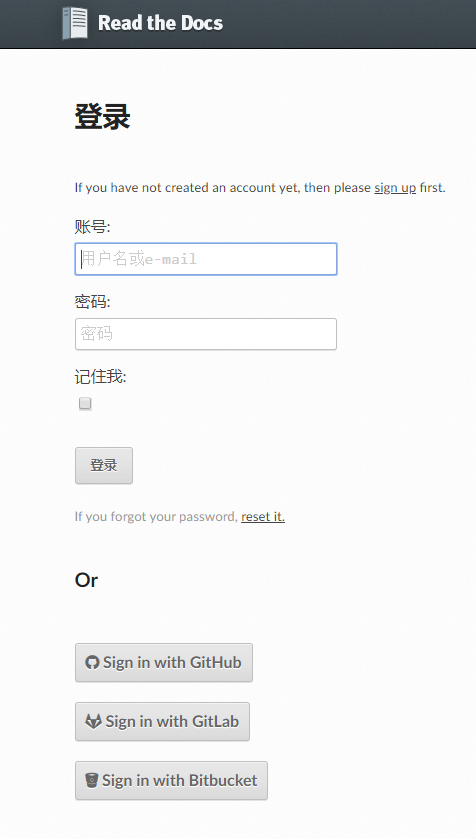 Read the Docs
登录
If you have not created an account yet, then please sign up first.
账号:
用户名或e-mail
密码:
密码
记住我:
登录
If you forgot your password, reset it.
Or
Sign in with GitHub
Sign in with GitLab
Sign in with Bitbucket